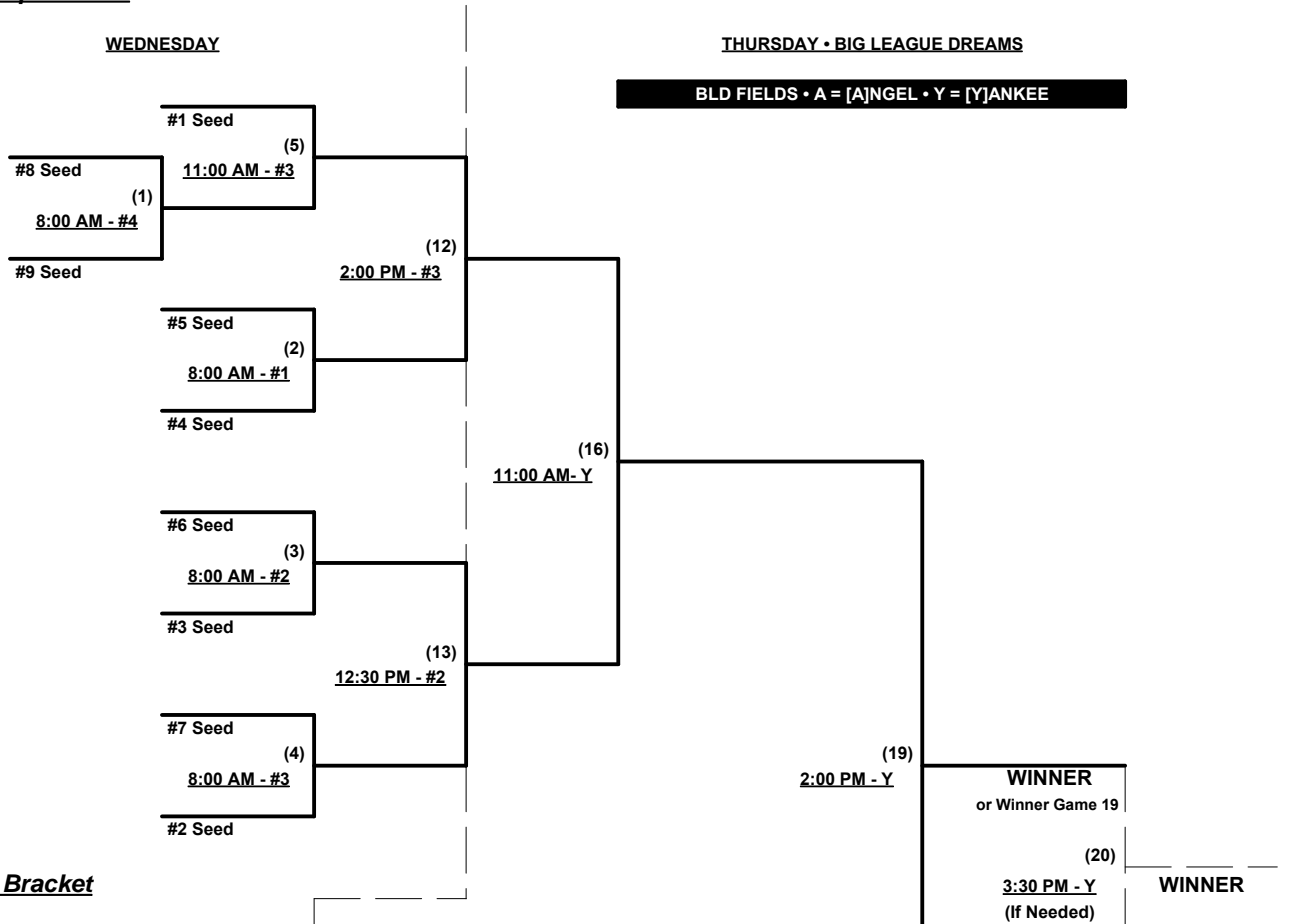 WEDNESDAY
THURSDAY • BIG LEAGUE DREAMS
BLD FIELDS • A = [A]NGEL • Y = [Y]ANKEE
#1 Seed
(5)
11:00 AM - #3
#8 Seed
(1)
8:00 AM - #4
#9 Seed
(12)
2:00 PM - #3
#5 Seed
(2)
8:00 AM - #1
#4 Seed
(16)
11:00 AM- Y
#6 Seed
(3)
8:00 AM - #2
#3 Seed
(13)
12:30 PM - #2
#7 Seed
(4)
8:00 AM - #3
#2 Seed
(19)
2:00 PM - Y
WINNER
or Winner Game 19
(20)
3:30 PM - Y
(If Needed)
WINNER
Bracket